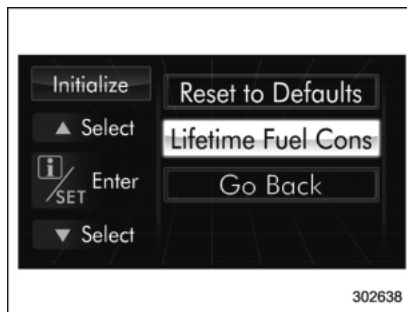 Initialize
Reset to Defaults
▲ Select
Lifetime Fuel Cons
i/SET Enter
Go Back
▼ Select
302638